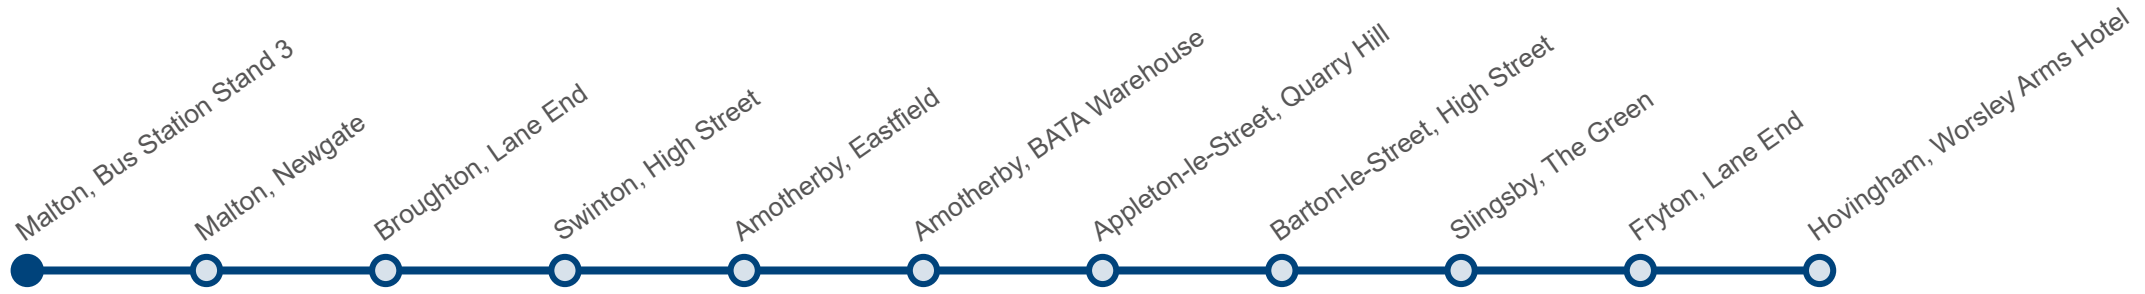 Malton, Bus Station Stand 3
Malton, Newgate
Broughton, Lane End
Swinton, High Street
Amotherby, Eastfield
Amotherby, BATA Warehouse
Appleton-le-Street, Quarry Hill
Barton-le-Street, High Street
Slingsby, The Green
Fryton, Lane End
Hovingham, Worsley Arms Hotel